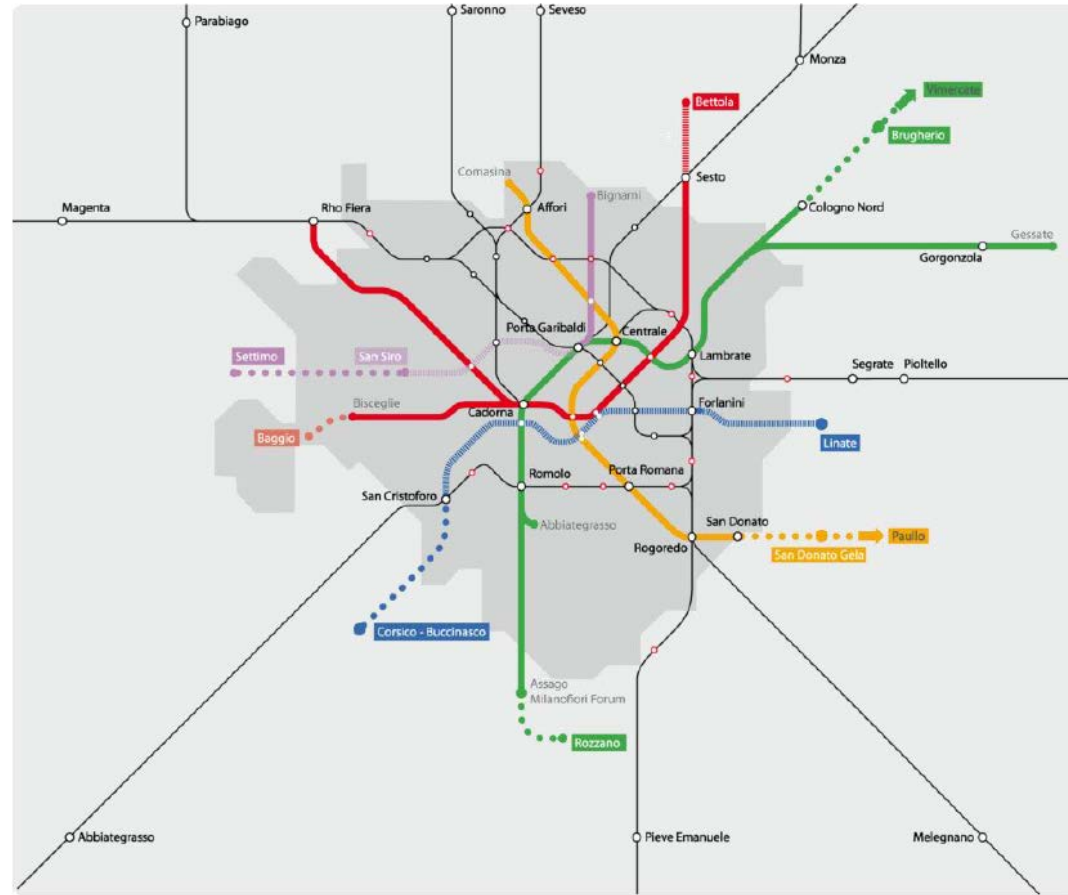 Parabiago
Saronno
Seveso
Monza
Bettola
Vimercate
Brugherio
Comasina
Bignami
Sesto
Magenta
Rho Fiera
Affori
Cologno Nord
Gessate
Gorgonzola
Porta Garibaldi
Centrale
Settimo
San Siro
Lambrate
Segrate
Pioltello
Bisceglie
Cadorna
Forlanini
Baggio
Linate
Romolo
Porta Romana
San Cristoforo
Abbiategrasso
San Donato
Rogoredo
Paullo
San Donato Gela
Corsico - Buccinasco
Assago
Milanofiori Forum
Rozzano
Abbiategrasso
Pieve Emanuele
Melegnano